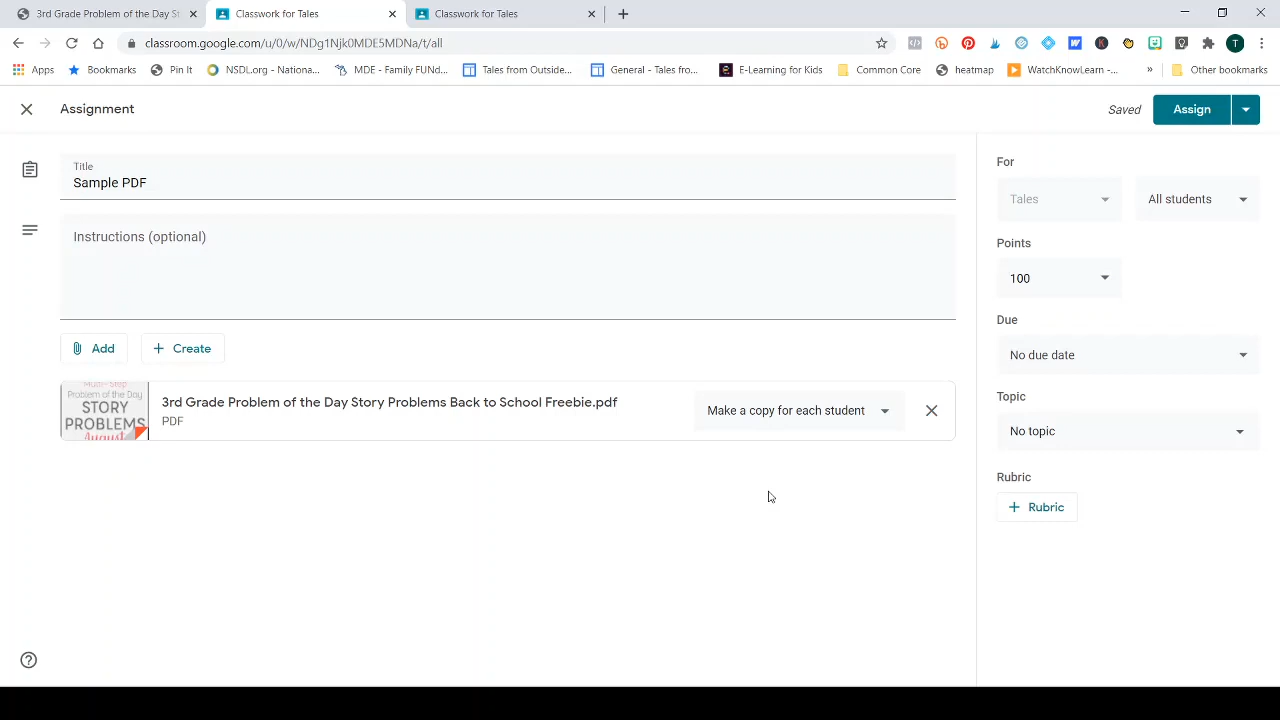 3rd Grade Problem of the Day St
Classwork for Tales
Classwork for Tales
classroom.google.com/u/0/w/NDg1Njk0MDE5MDNa/t/all
Apps
Bookmarks
Pin It
NSDL.org - Nationa...
MDE - Family FUNd...
Tales from Outside...
General - Tales fro...
E-Learning for Kids
Common Core
heatmap
WatchKnowLearn -...
»
Other bookmarks
Assignment
Saved
Assign
Title
Sample PDF
Instructions (optional)
Add
Create
Multi-Step
Problem of the Day
STORY
PROBLEMS
August
3rd Grade Problem of the Day Story Problems Back to School Freebie.pdf
PDF
Make a copy for each student
For
Tales
All students
Points
100
Due
No due date
Topic
No topic
Rubric
Rubric